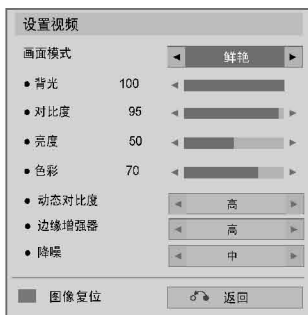 设置视频
画面模式 鲜艳
• 背光 100
• 对比度 95
• 亮度 50
• 色彩 70
• 动态对比度 高
• 边缘增强器 高
• 降噪 中
图像复位 返回